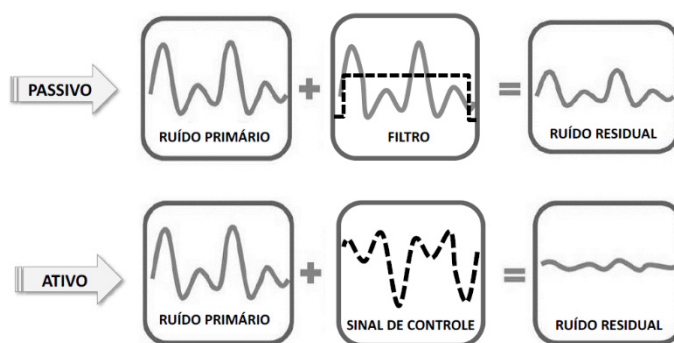 PASSIVO
RUÍDO PRIMÁRIO
FILTRO
RUÍDO RESIDUAL
ATIVO
RUÍDO PRIMÁRIO
SINAL DE CONTROLE
RUÍDO RESIDUAL